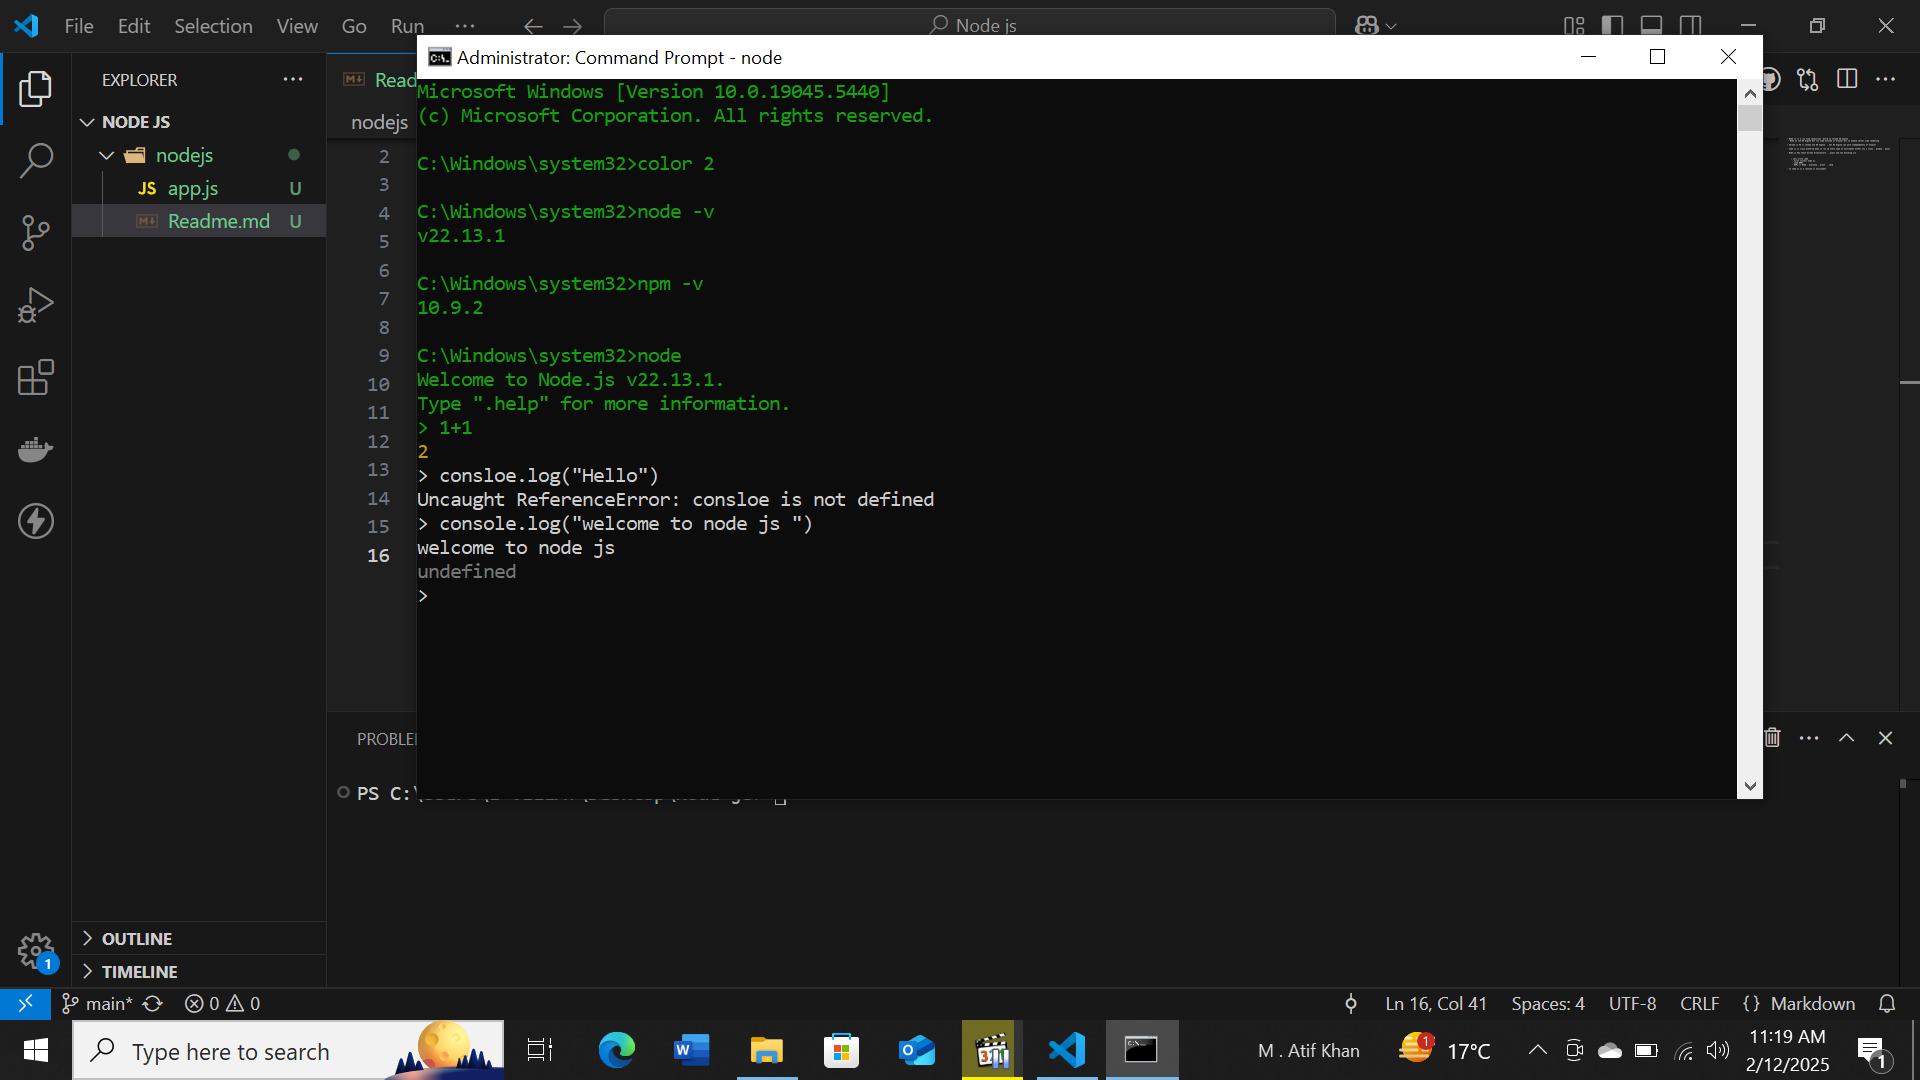 File Edit Selection View Go Run ··· Node js
Administrator: Command Prompt - node
EXPLORER
NODE JS
nodejs
JS app.js U
Readme.md U
OUTLINE
TIMELINE
Read
nodejs
2
3
4
5
6
7
8
9
10
11
12
13
14
15
16
Microsoft Windows [Version 10.0.19045.5440]
(c) Microsoft Corporation. All rights reserved.
C:\Windows\system32>color 2
C:\Windows\system32>node -v
v22.13.1
C:\Windows\system32>npm -v
10.9.2
C:\Windows\system32>node
Welcome to Node.js v22.13.1.
Type ".help" for more information.
> 1+1
2
> consloe.log("Hello")
Uncaught ReferenceError: consloe is not defined
> console.log("welcome to node js ")
welcome to node js
undefined
>
PROBLE
PS C:
1
main* 0 0 Ln 16, Col 41 Spaces: 4 UTF-8 CRLF {} Markdown
Type here to search M . Atif Khan 1 17°C 11:19 AM
2/12/2025 1